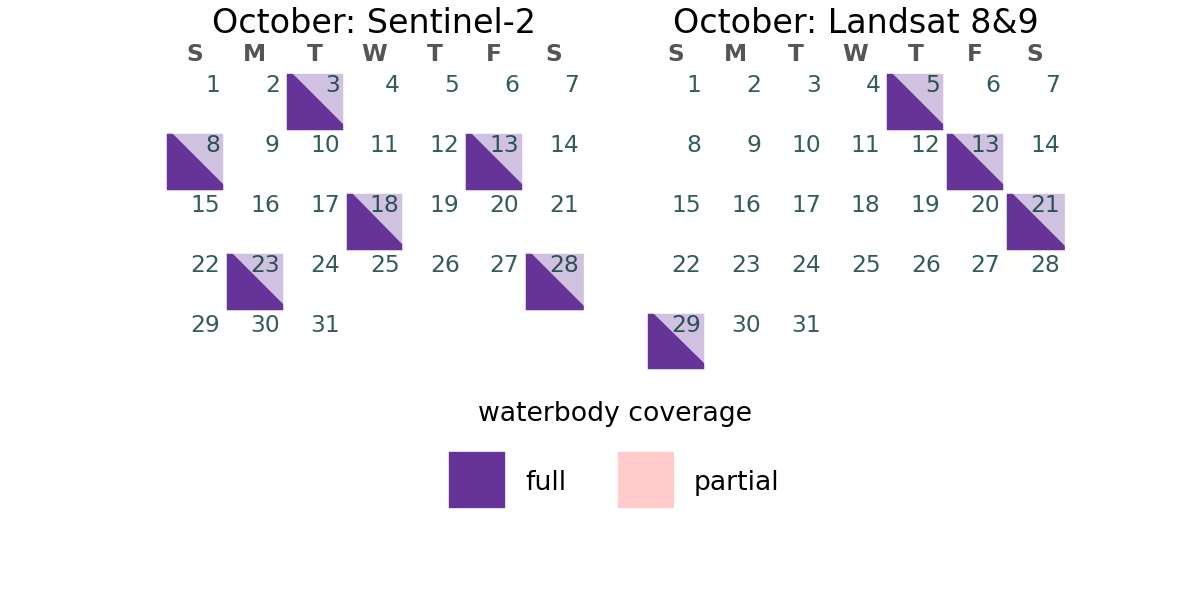 October: Sentinel-2
S M T W T F S
1 2 3 4 5 6 7
8 9 10 11 12 13 14
15 16 17 18 19 20 21
22 23 24 25 26 27 28
29 30 31
October: Landsat 8&9
S M T W T F S
1 2 3 4 5 6 7
8 9 10 11 12 13 14
15 16 17 18 19 20 21
22 23 24 25 26 27 28
29 30 31
waterbody coverage
full partial